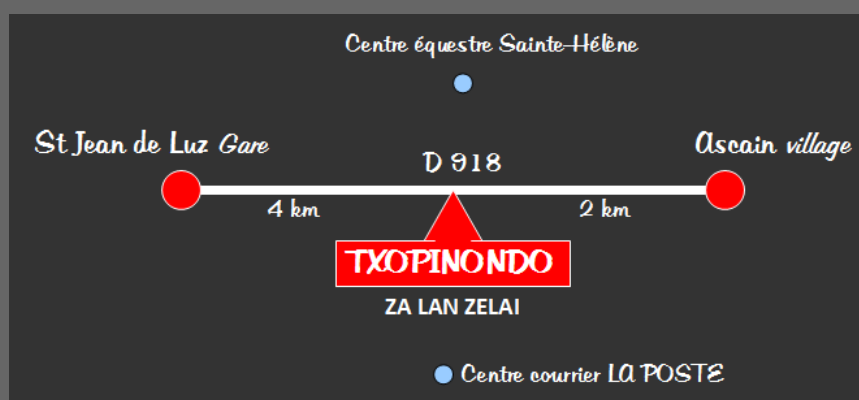 Centre équestre Sainte-Hélène
St Jean de Luz Gare
D 918
Ascain village
4 km
2 km
TXOPINONDO
ZA LAN ZELAI
Centre courrier LA POSTE